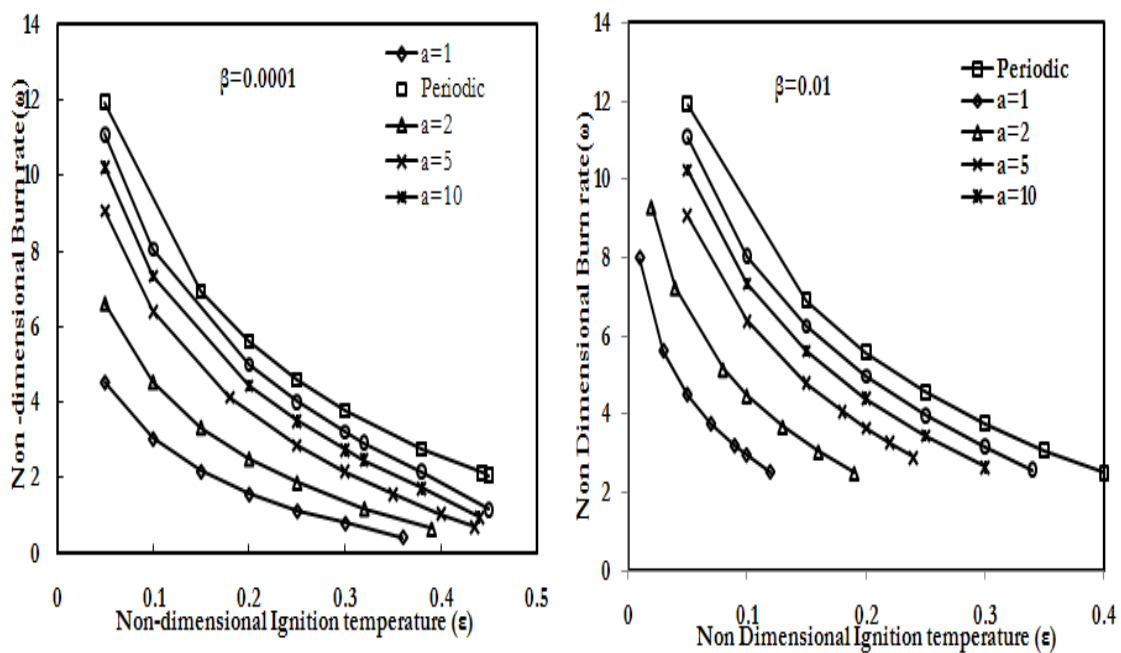 14
12
10
8
6
4
2
0
0
0.1
0.2
0.3
0.4
0.5
Non -dimensional Burn rate(ω)
Non-dimensional Ignition temperature (ε)
β=0.0001
a=1
Periodic
a=2
a=5
a=10
14
12
10
8
6
4
2
0
0
0.1
0.2
0.3
0.4
Non Dimensional Burn rate(ω)
Non Dimensional Ignition temperature (ε)
β=0.01
Periodic
a=1
a=2
a=5
a=10